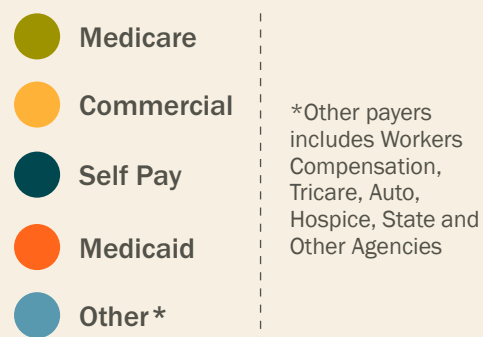 Medicare
Commercial
Self Pay
Medicaid
Other*
*Other payers
includes Workers
Compensation,
Tricare, Auto,
Hospice, State and
Other Agencies